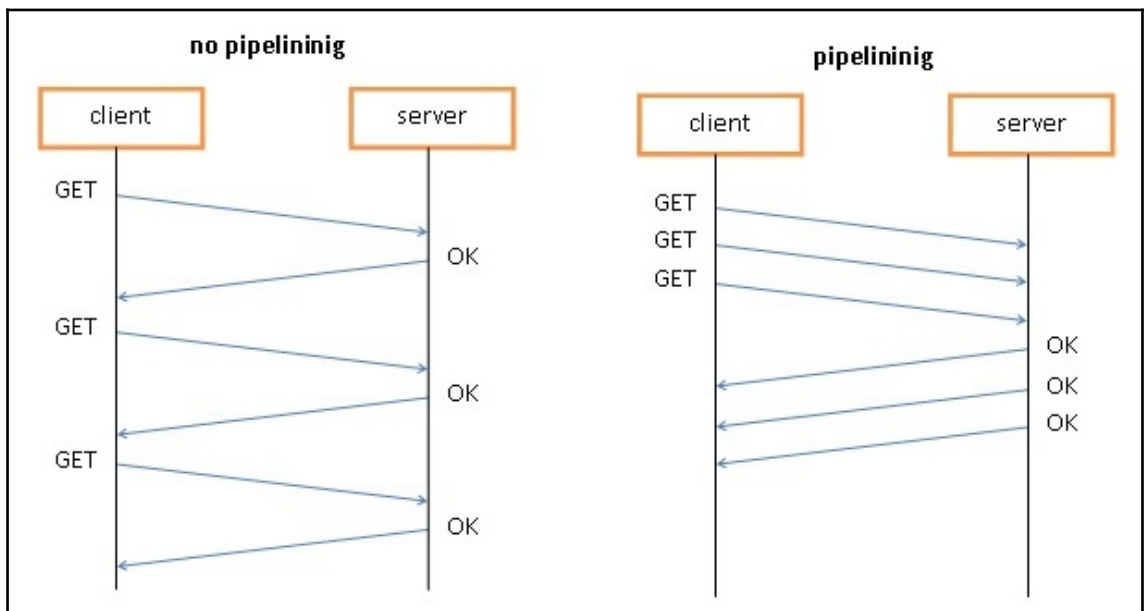 no pipelininig
client
server
GET
OK
GET
OK
GET
OK
pipelininig
client
server
GET
GET
GET
OK
OK
OK